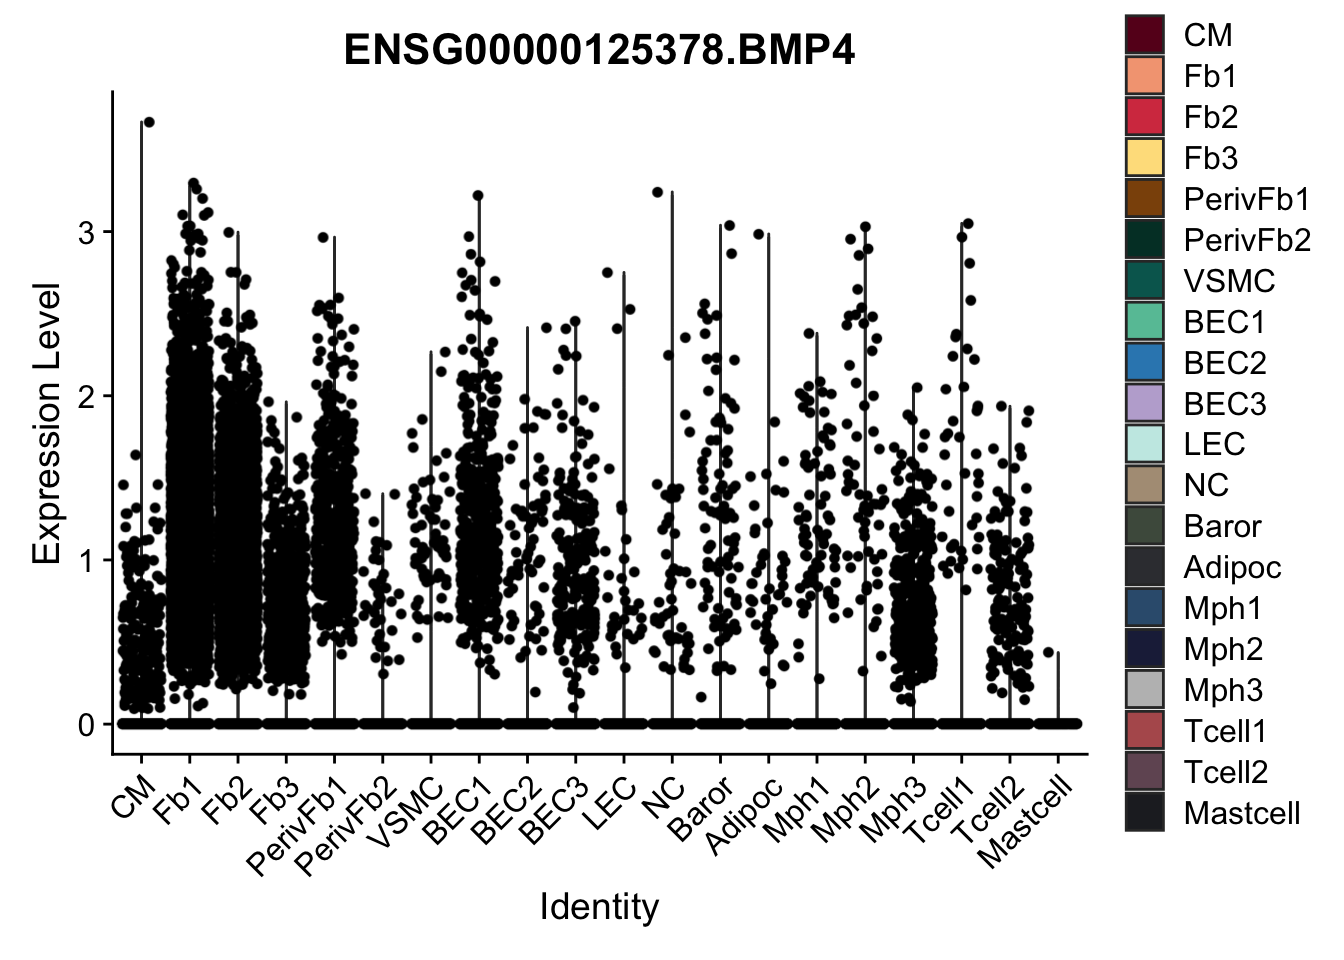 ENSG00000125378.BMP4
Expression Level
3
2
1
0
CM
Fb1
Fb2
Fb3
PerivFb1
PerivFb2
VSMC
BEC1
BEC2
BEC3
LEC
NC
Baror
Adipoc
Mph1
Mph2
Mph3
Tcell1
Tcell2
Mastcell
Identity
CM
Fb1
Fb2
Fb3
PerivFb1
PerivFb2
VSMC
BEC1
BEC2
BEC3
LEC
NC
Baror
Adipoc
Mph1
Mph2
Mph3
Tcell1
Tcell2
Mastcell